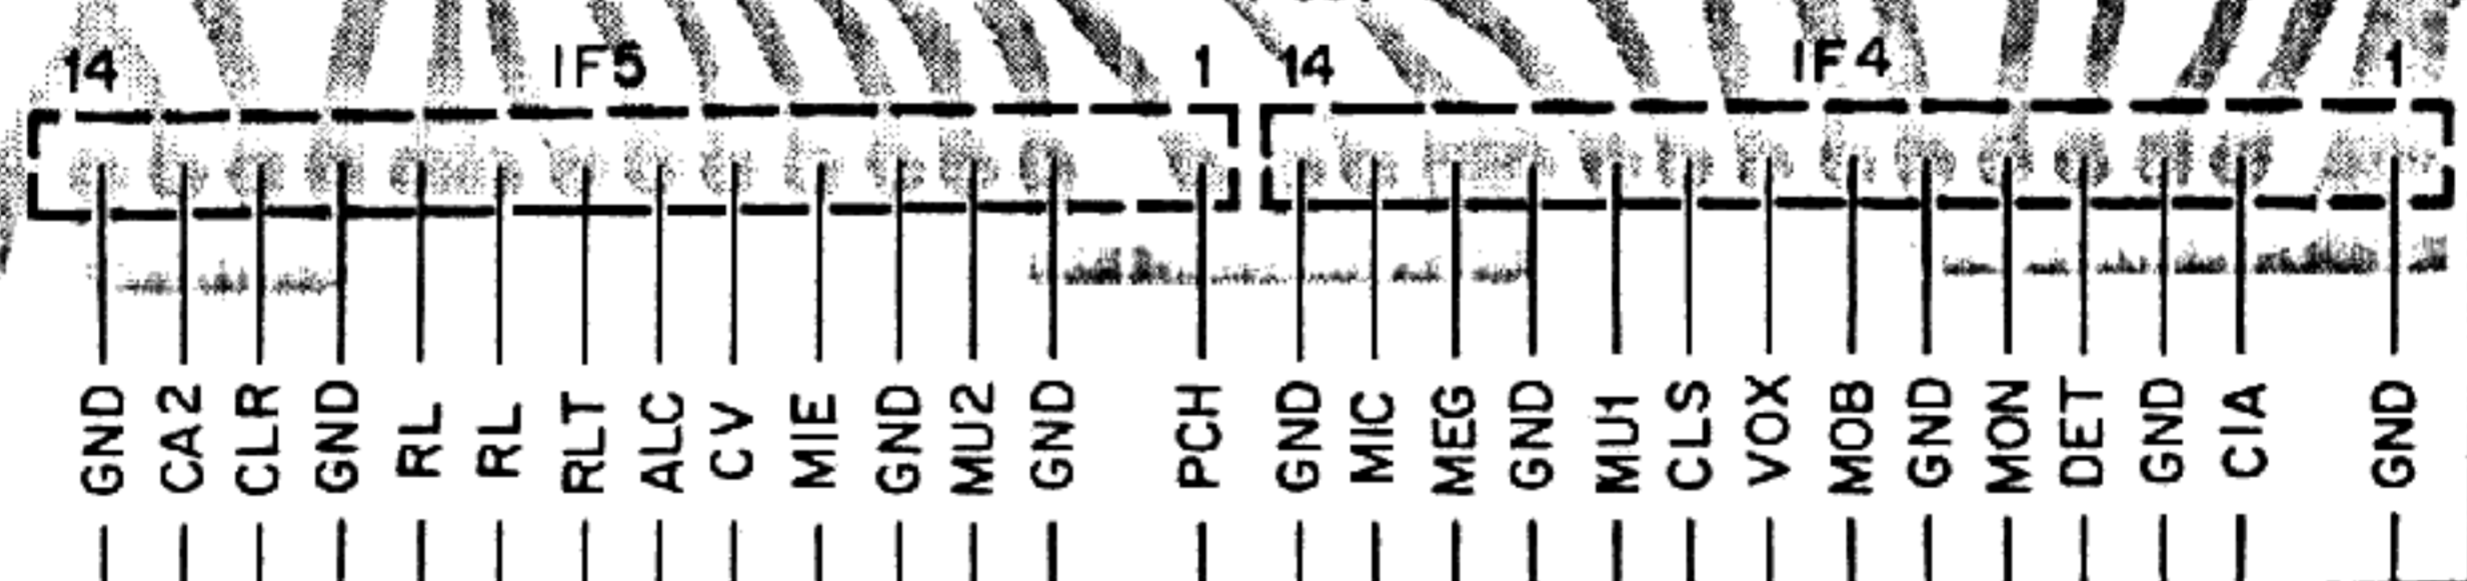 14 IF5 1 14 IF4 1
GND CA2 CLR GND RL RL RLT ALC CV MIE GND MU2 GND PCH GND MIC MEG GND MU1 CLS VOX MOB GND MON DET GND CIA GND